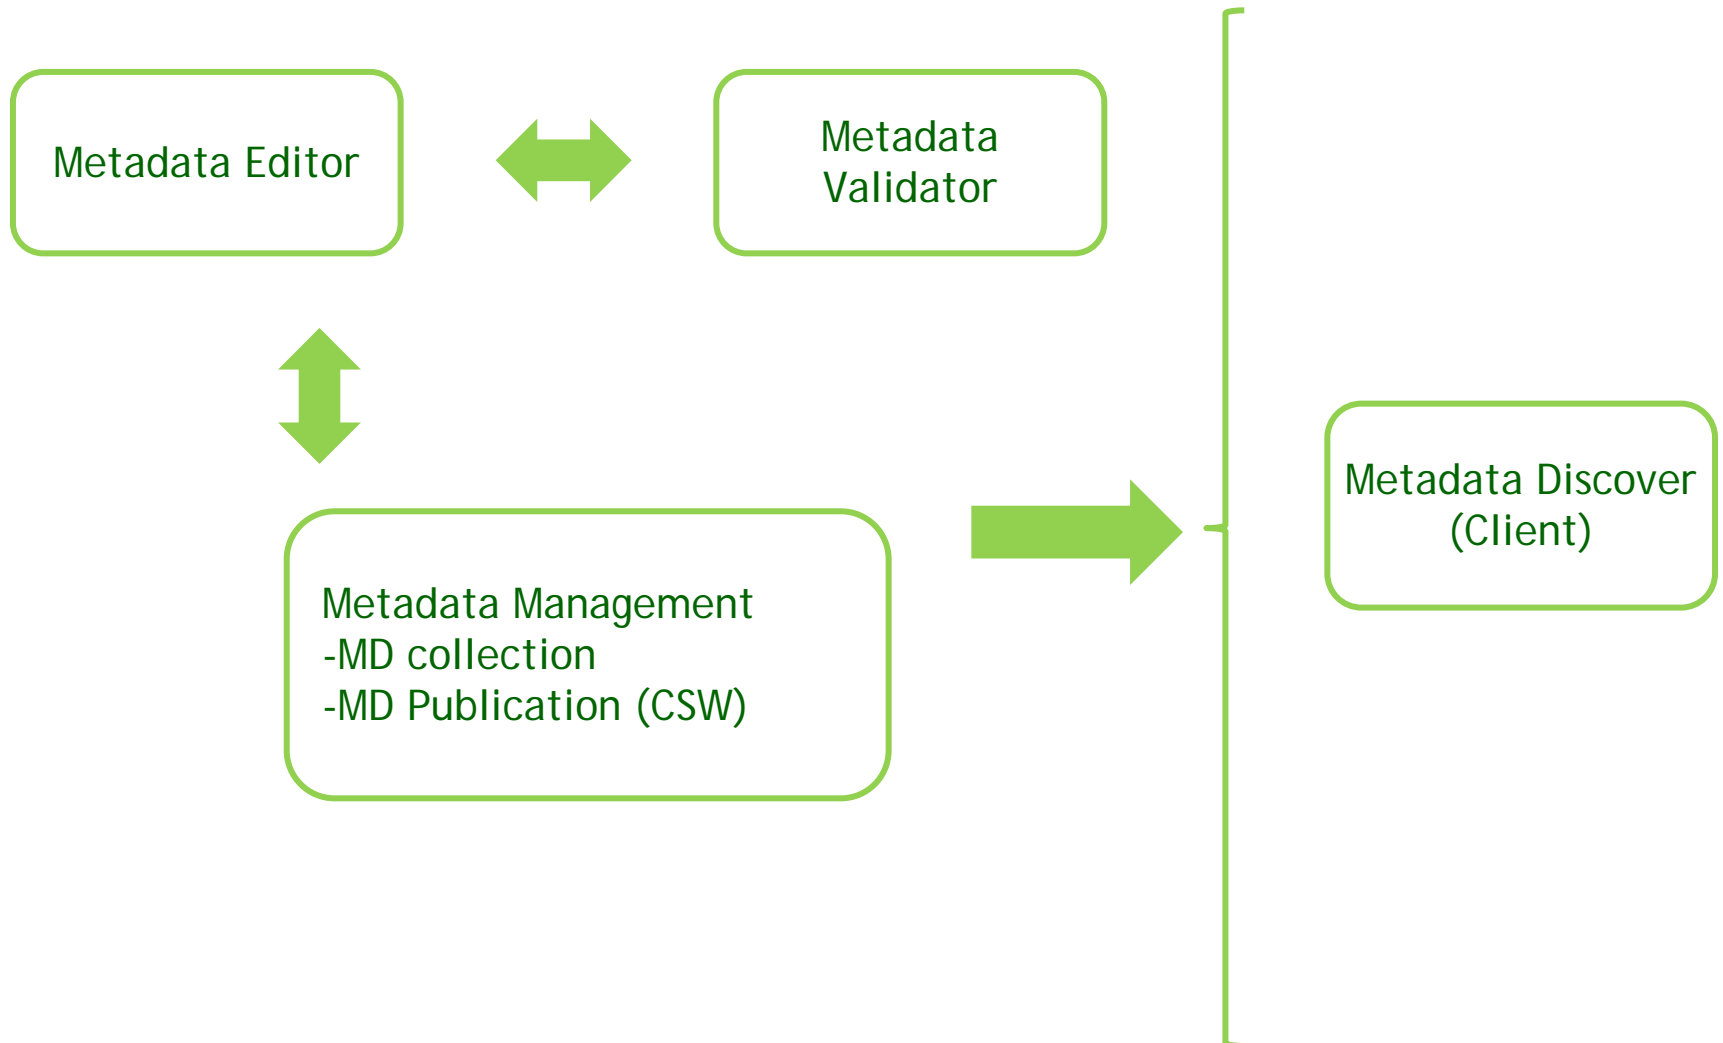 Metadata Editor
Metadata
Validator
Metadata Discover
(Client)
Metadata Management
-MD collection
-MD Publication (CSW)